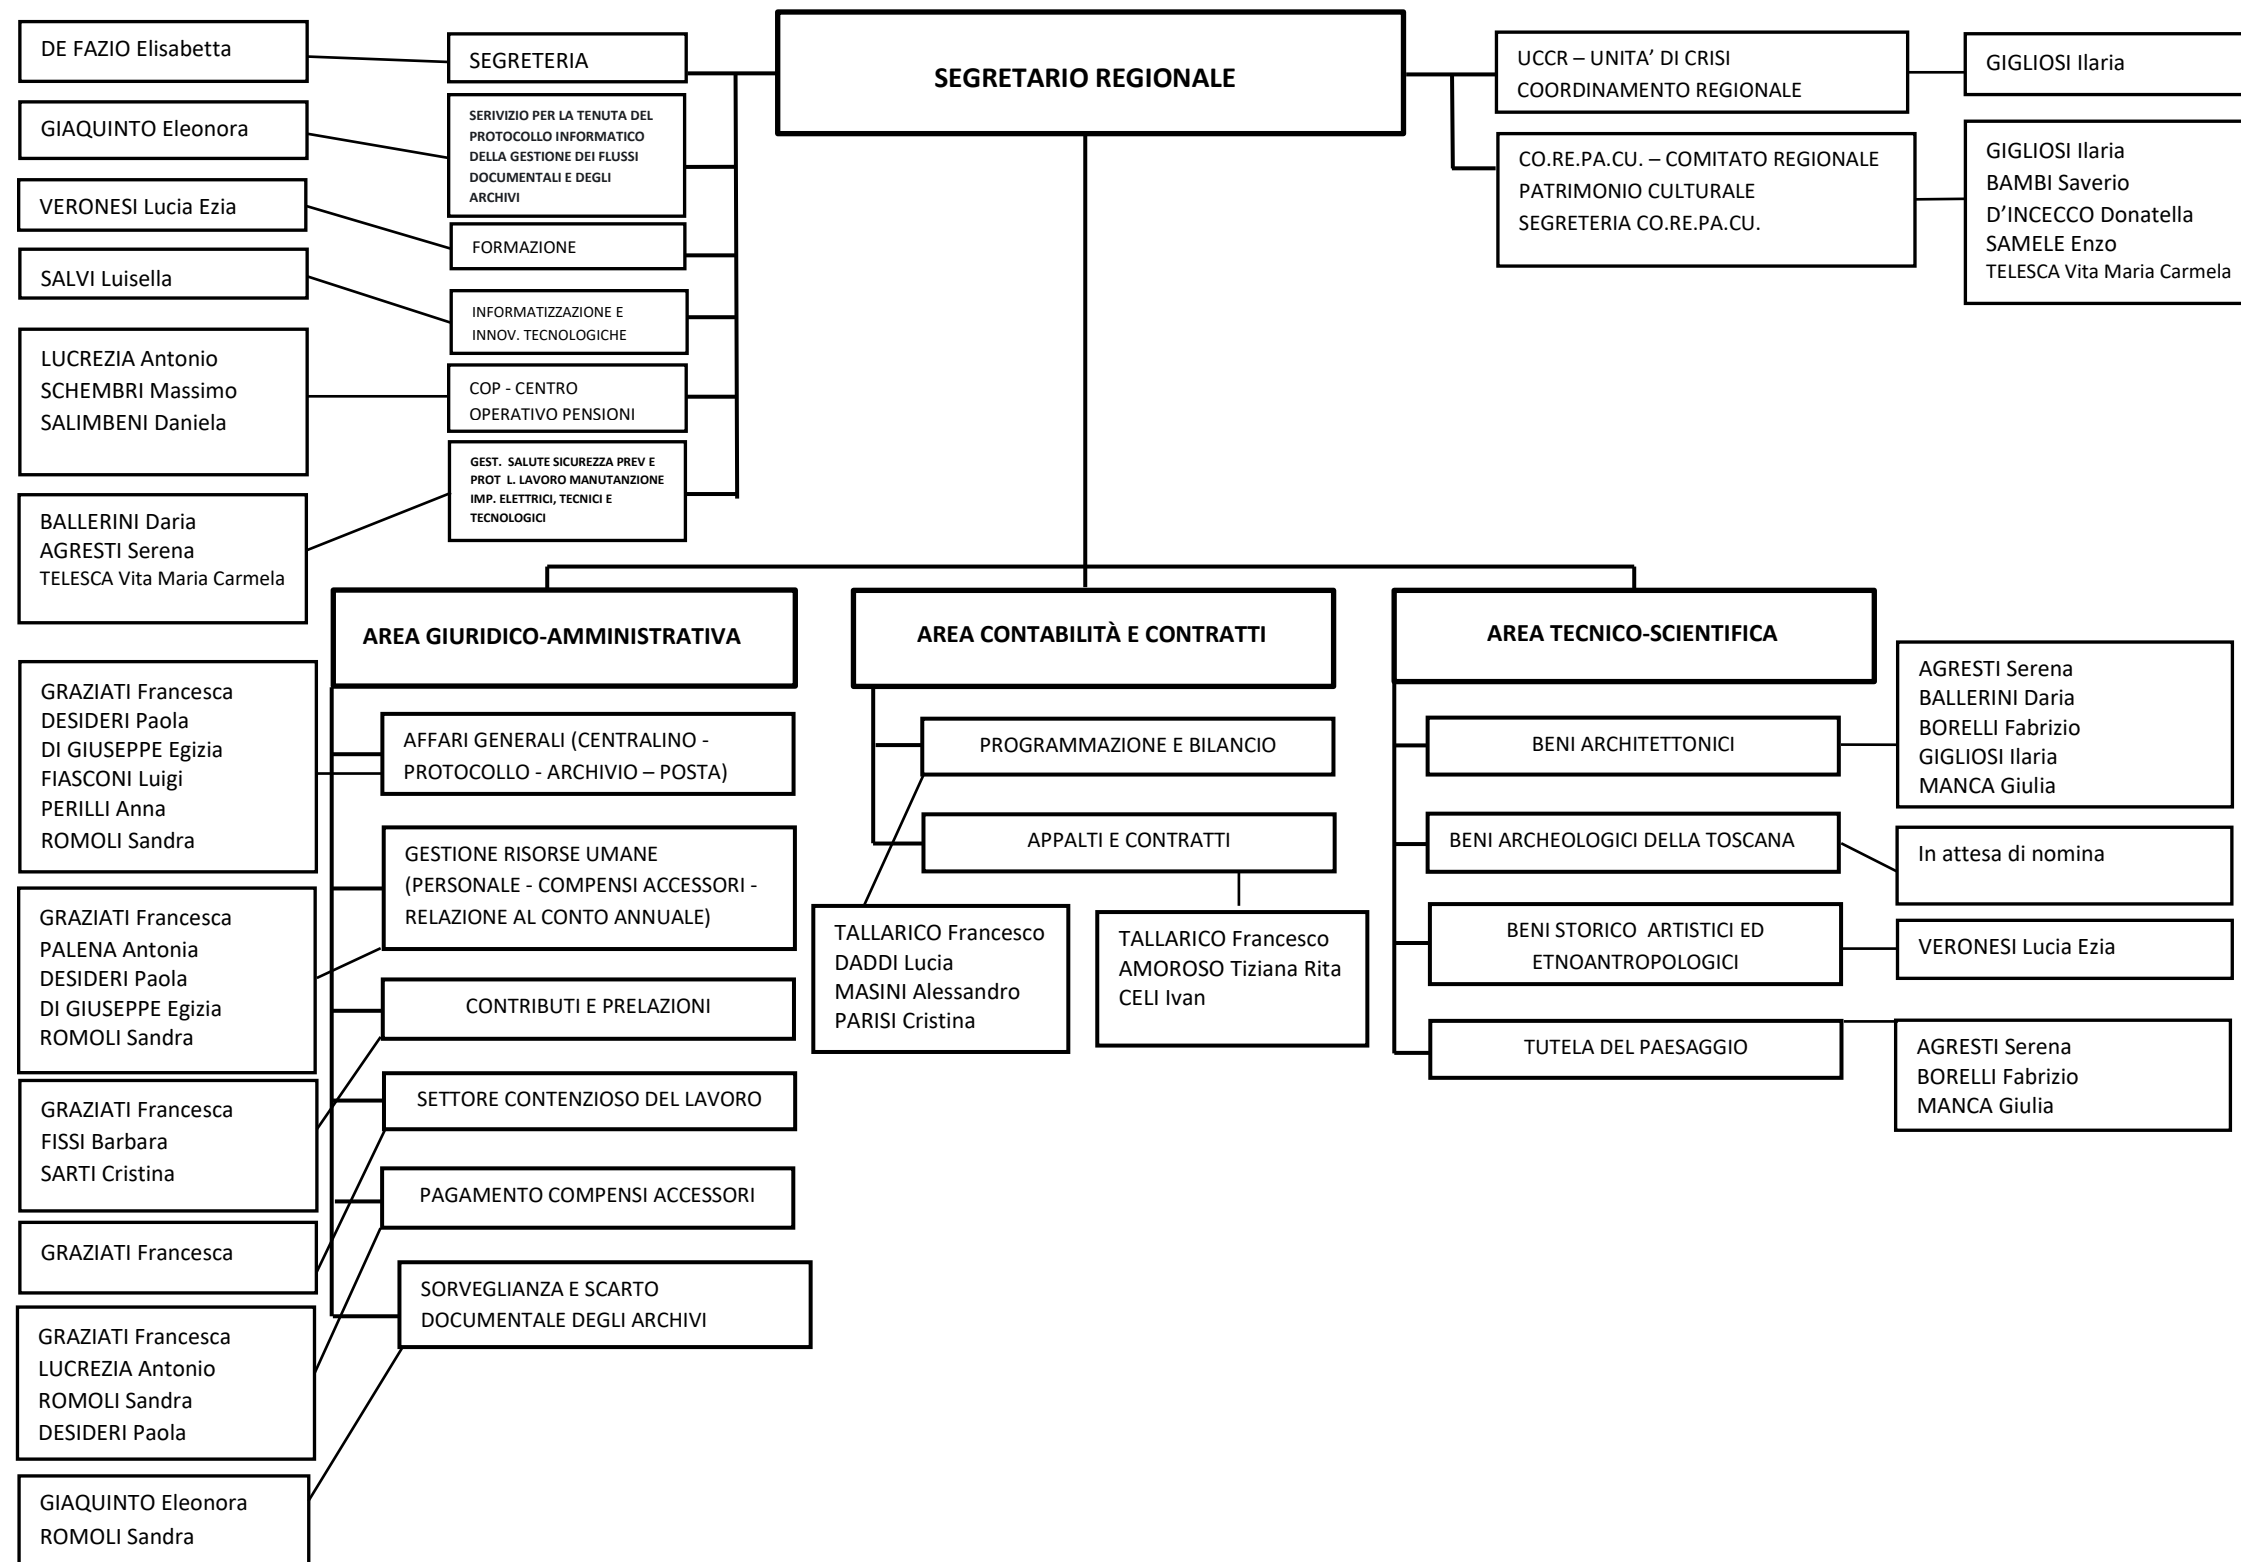 SEGRETARIO REGIONALE
DE FAZIO Elisabetta
SEGRETERIA
GIAQUINTO Eleonora
SERIVIZIO PER LA TENUTA DEL
PROTOCOLLO INFORMATICO
DELLA GESTIONE DEI FLUSSI
DOCUMENTALI E DEGLI
ARCHIVI
VERONESI Lucia Ezia
FORMAZIONE
SALVI Luisella
INFORMATIZZAZIONE E
INNOV. TECNOLOGICHE
LUCREZIA Antonio
SCHEMBRI Massimo
SALIMBENI Daniela
COP - CENTRO
OPERATIVO PENSIONI
BALLERINI Daria
AGRESTI Serena
TELESCA Vita Maria Carmela
GEST. SALUTE SICUREZZA PREV E
PROT L. LAVORO MANUTANZIONE
IMP. ELETTRICI, TECNICI E
TECNOLOGICI
UCCR – UNITA’ DI CRISI
COORDINAMENTO REGIONALE
GIGLIOSI Ilaria
CO.RE.PA.CU. – COMITATO REGIONALE
PATRIMONIO CULTURALE
SEGRETERIA CO.RE.PA.CU.
GIGLIOSI Ilaria
BAMBI Saverio
D’INCECCO Donatella
SAMELE Enzo
TELESCA Vita Maria Carmela
AREA GIURIDICO-AMMINISTRATIVA
GRAZIATI Francesca
DESIDERI Paola
DI GIUSEPPE Egizia
FIASCONI Luigi
PERILLI Anna
ROMOLI Sandra
AFFARI GENERALI (CENTRALINO -
PROTOCOLLO - ARCHIVIO – POSTA)
GRAZIATI Francesca
PALENA Antonia
DESIDERI Paola
DI GIUSEPPE Egizia
ROMOLI Sandra
GESTIONE RISORSE UMANE
(PERSONALE - COMPENSI ACCESSORI -
RELAZIONE AL CONTO ANNUALE)
GRAZIATI Francesca
FISSI Barbara
SARTI Cristina
CONTRIBUTI E PRELAZIONI
GRAZIATI Francesca
SETTORE CONTENZIOSO DEL LAVORO
GRAZIATI Francesca
LUCREZIA Antonio
ROMOLI Sandra
DESIDERI Paola
PAGAMENTO COMPENSI ACCESSORI
GIAQUINTO Eleonora
ROMOLI Sandra
SORVEGLIANZA E SCARTO
DOCUMENTALE DEGLI ARCHIVI
AREA CONTABILITÀ E CONTRATTI
PROGRAMMAZIONE E BILANCIO
APPALTI E CONTRATTI
TALLARICO Francesco
DADDI Lucia
MASINI Alessandro
PARISI Cristina
TALLARICO Francesco
AMOROSO Tiziana Rita
CELI Ivan
AREA TECNICO-SCIENTIFICA
BENI ARCHITETTONICI
AGRESTI Serena
BALLERINI Daria
BORELLI Fabrizio
GIGLIOSI Ilaria
MANCA Giulia
BENI ARCHEOLOGICI DELLA TOSCANA
In attesa di nomina
BENI STORICO ARTISTICI ED
ETNOANTROPOLOGICI
VERONESI Lucia Ezia
TUTELA DEL PAESAGGIO
AGRESTI Serena
BORELLI Fabrizio
MANCA Giulia